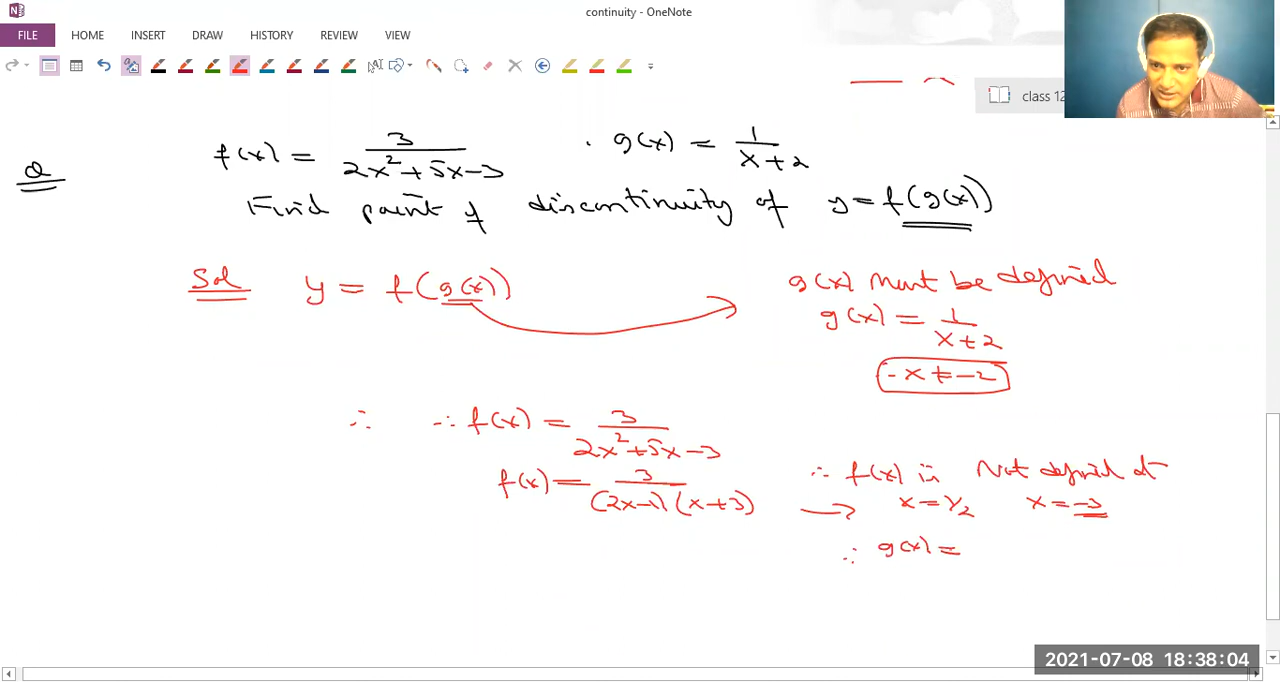 continuity - OneNote
FILE HOME INSERT DRAW HISTORY REVIEW VIEW
class 12
Q f(x) = 3/(2x²+5x-3) . g(x) = 1/(x+2)
Find point of discontinuity of y = f(g(x))
Sol y = f(g(x)) g(x) must be defined
g(x) = 1/(x+2)
-x ≠ -2
∴ ∴ f(x) = 3/(2x²+5x-3)
f(x) = 3/((2x-1)(x+3)) ∴ f(x) is Not defined at
→ x = 1/2 x = -3
∴ g(x) =
2021-07-08 18:38:04